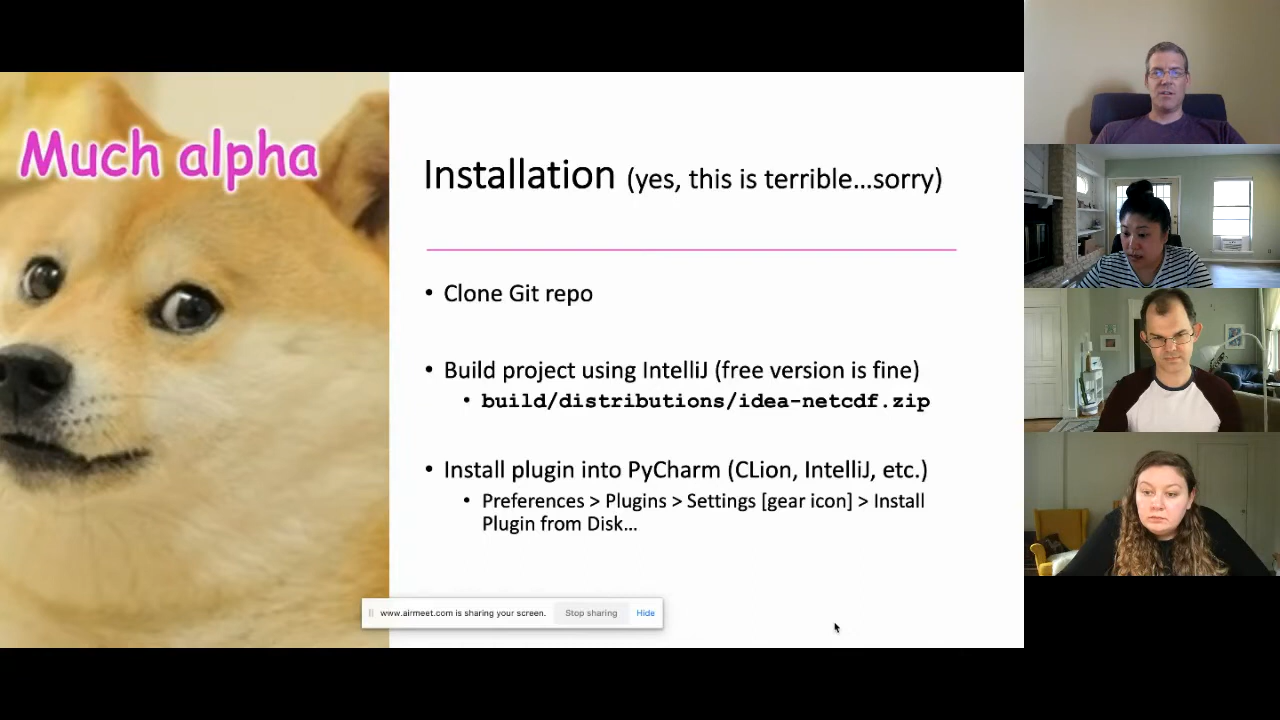 Much alpha
Installation (yes, this is terrible...sorry)
• Clone Git repo
• Build project using IntelliJ (free version is fine)
• build/distributions/idea-netcdf.zip
• Install plugin into PyCharm (CLion, IntelliJ, etc.)
• Preferences > Plugins > Settings [gear icon] > Install
Plugin from Disk...
www.airmeet.com is sharing your screen. Stop sharing Hide